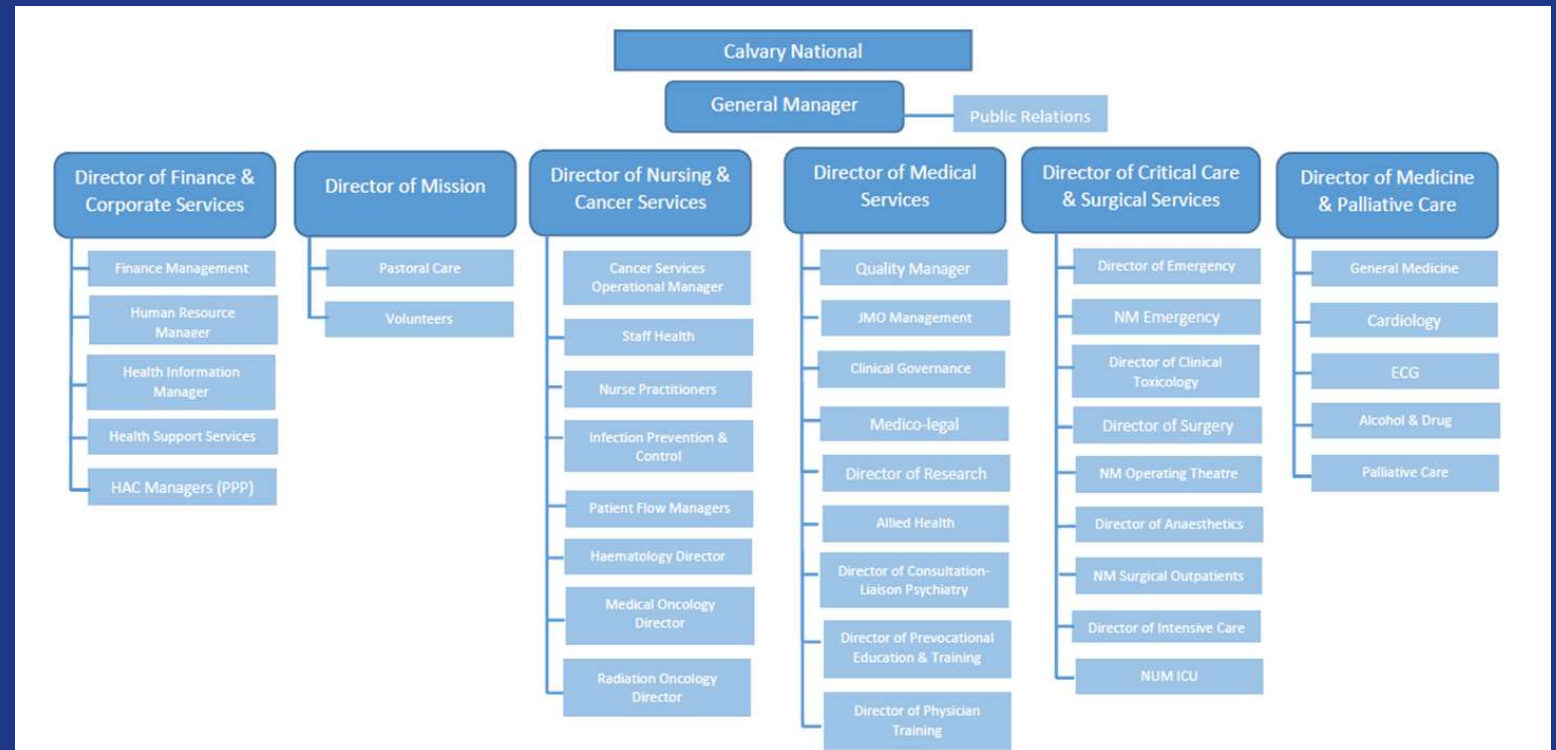 Calvary National
General Manager
Public Relations
Director of Finance &
Corporate Services
Finance Management
Human Resource
Manager
Health Information
Manager
Health Support Services
HAC Managers (PPP)
Director of Mission
Pastoral Care
Volunteers
Director of Nursing &
Cancer Services
Cancer Services
Operational Manager
Staff Health
Nurse Practitioners
Infection Prevention &
Control
Patient Flow Managers
Haematology Director
Medical Oncology
Director
Radiation Oncology
Director
Director of Medical
Services
Quality Manager
JMO Management
Clinical Governance
Medico-legal
Director of Research
Allied Health
Director of Consultation-
Liaison Psychiatry
Director of Prevocational
Education & Training
Director of Physician
Training
Director of Critical Care
& Surgical Services
Director of Emergency
NM Emergency
Director of Clinical
Toxicology
Director of Surgery
NM Operating Theatre
Director of Anaesthetics
NM Surgical Outpatients
Director of Intensive Care
NUM ICU
Director of Medicine
& Palliative Care
General Medicine
Cardiology
ECG
Alcohol & Drug
Palliative Care